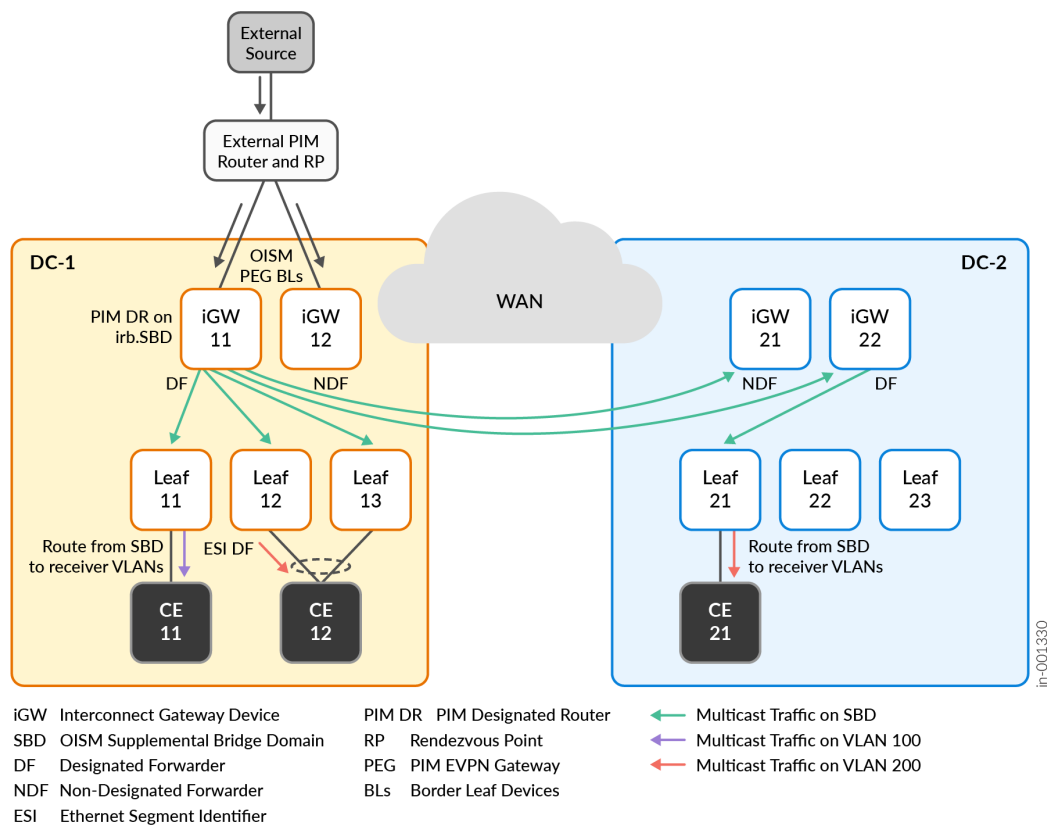 External
Source
External PIM
Router and RP
DC-1
OISM
PEG BLs
WAN
DC-2
PIM DR on
irb.SBD
iGW
11
iGW
12
iGW
21
iGW
22
DF
NDF
NDF
DF
Leaf
11
Leaf
12
Leaf
13
Leaf
21
Leaf
22
Leaf
23
Route from SBD
to receiver VLANs
ESI DF
Route from SBD
to receiver VLANs
CE
11
CE
12
CE
21
in-001330
iGW Interconnect Gateway Device
SBD OISM Supplemental Bridge Domain
DF Designated Forwarder
NDF Non-Designated Forwarder
ESI Ethernet Segment Identifier
PIM DR PIM Designated Router
RP Rendezvous Point
PEG PIM EVPN Gateway
BLs Border Leaf Devices
Multicast Traffic on SBD
Multicast Traffic on VLAN 100
Multicast Traffic on VLAN 200